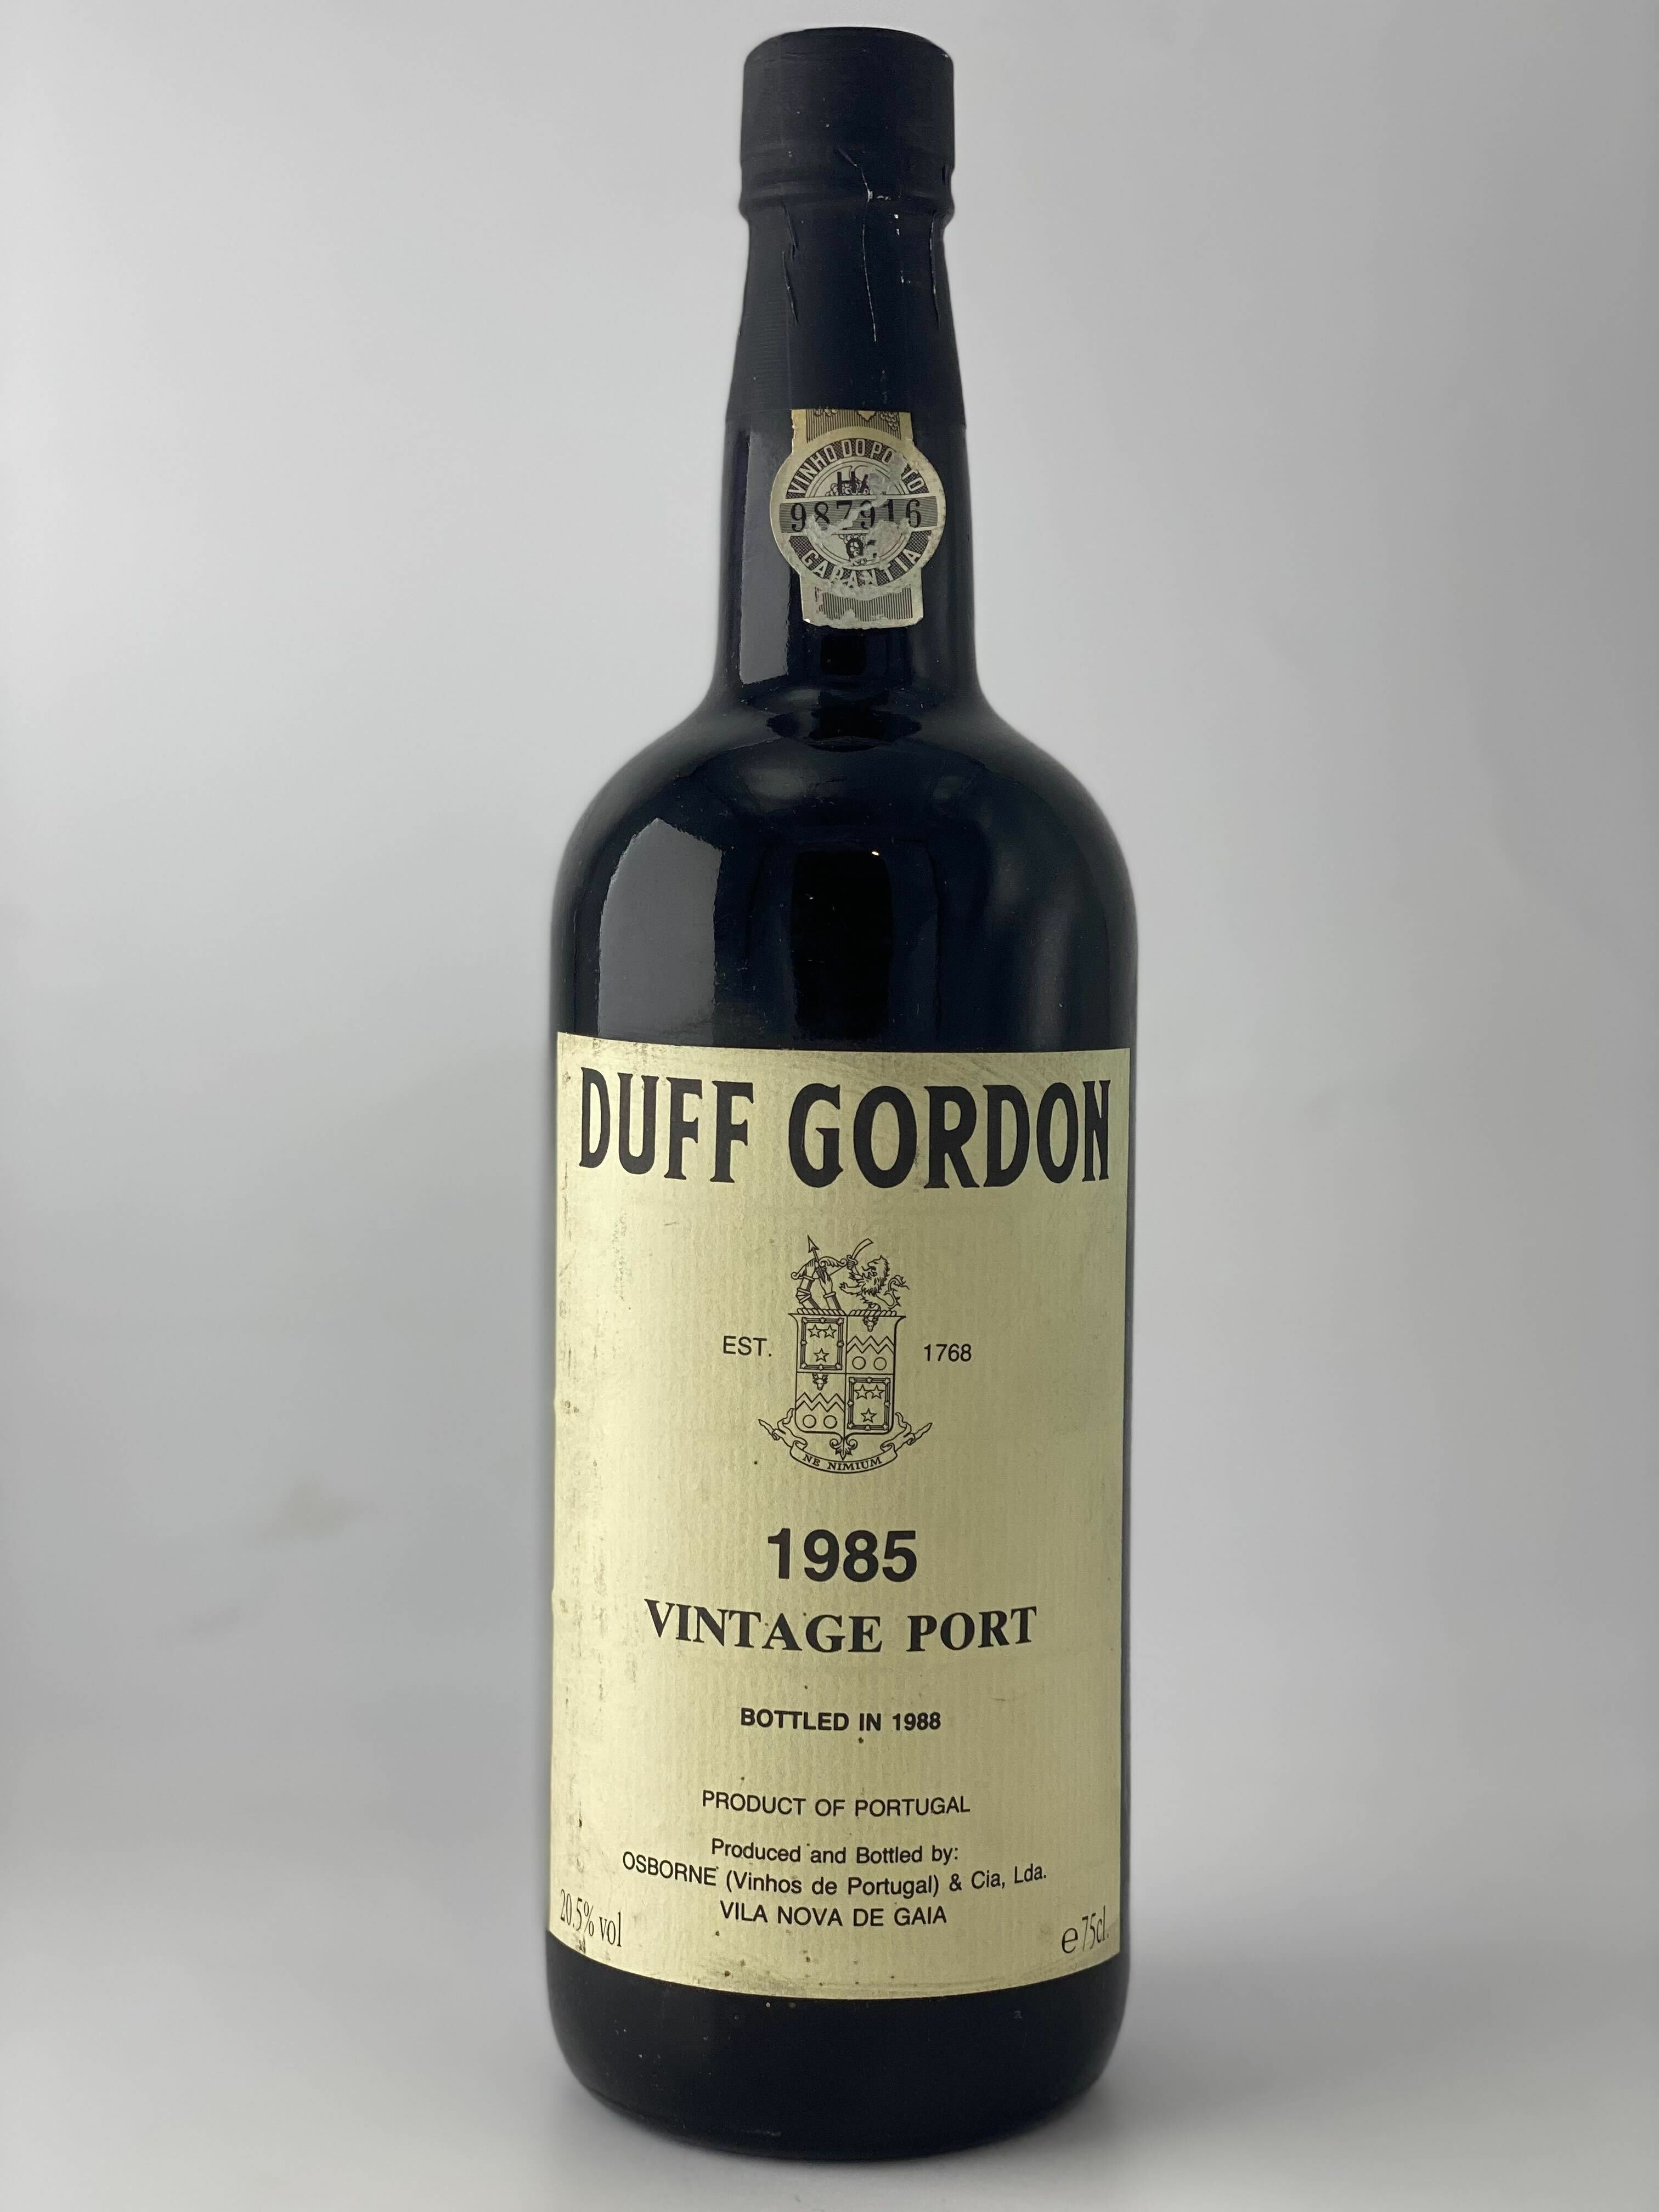 VINHO DO PORTO
987916
GARANTIA
DUFF GORDON
EST. 1768
NE NIMIUM
1985
VINTAGE PORT
BOTTLED IN 1988
PRODUCT OF PORTUGAL
Produced and Bottled by:
OSBORNE (Vinhos de Portugal) & Cia, Lda.
VILA NOVA DE GAIA
20.5% vol
e 75cl.